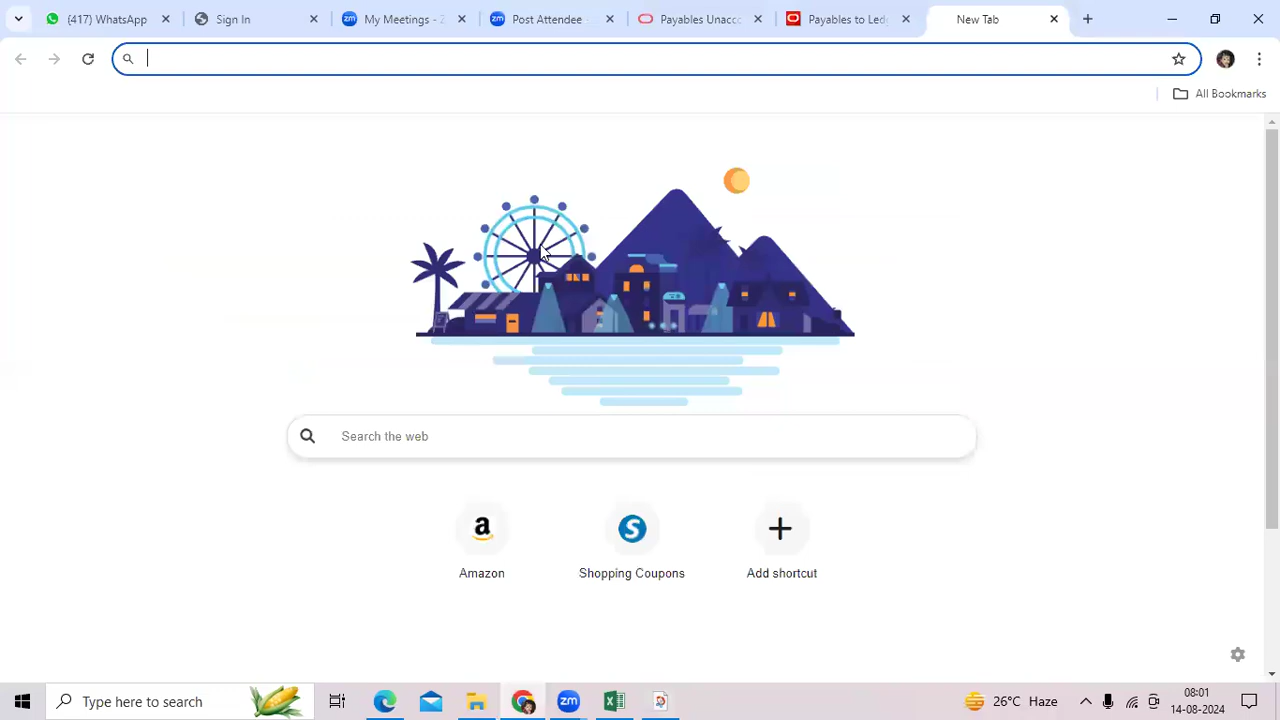 (417) WhatsApp
Sign In
My Meetings - Z
Post Attendee -
Payables Unacco
Payables to Led
New Tab
All Bookmarks
Search the web
Amazon
Shopping Coupons
Add shortcut
Type here to search
26°C Haze
08:01
14-08-2024